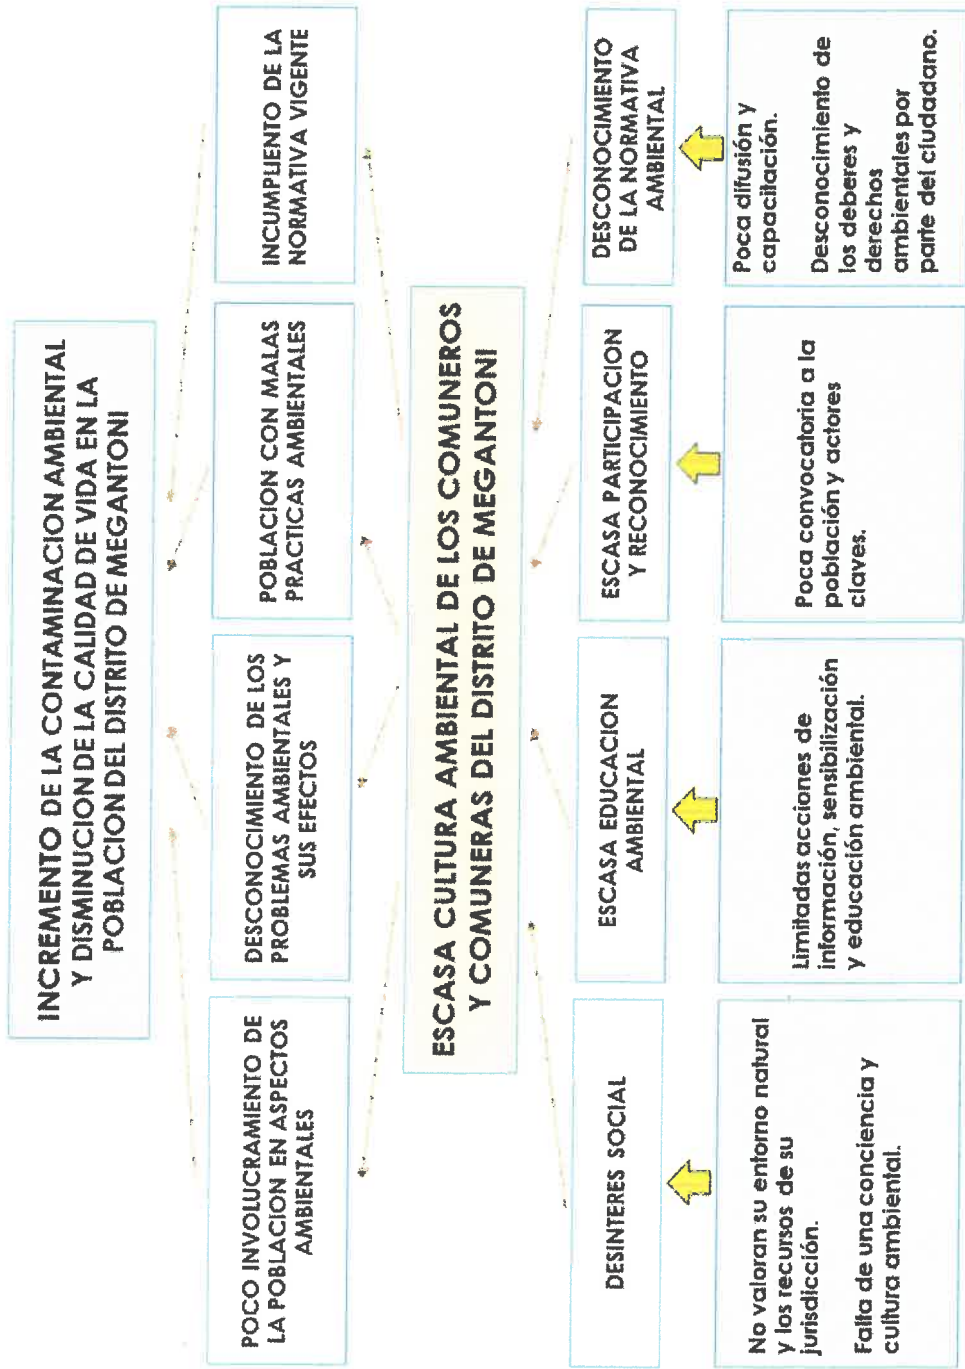 INCREMENTO DE LA CONTAMINACION AMBIENTAL
Y DISMINUCION DE LA CALIDAD DE VIDA EN LA
POBLACION DEL DISTRITO DE MEGANTONI
POCO INVOLUCRAMIENTO DE
LA POBLACION EN ASPECTOS
AMBIENTALES
DESCONOCIMIENTO DE LOS
PROBLEMAS AMBIENTALES Y
SUS EFECTOS
POBLACION CON MALAS
PRACTICAS AMBIENTALES
INCUMPLIENTO DE LA
NORMATIVA VIGENTE
ESCASA CULTURA AMBIENTAL DE LOS COMUNEROS
Y COMUNERAS DEL DISTRITO DE MEGANTONI
DESINTERES SOCIAL
ESCASA EDUCACION
AMBIENTAL
ESCASA PARTICIPACION
Y RECONOCIMIENTO
DESCONOCIMIENTO
DE LA NORMATIVA
AMBIENTAL
No valoran su entorno natural
y los recursos de su
jurisdicción.
Falta de una conciencia y
cultura ambiental.
Limitadas acciones de
información, sensibilización
y educación ambiental.
Poca convocatoria a la
población y actores
claves.
Poca difusión y
capacitación.
Desconocimiento de
los deberes y
derechos
ambientales por
parte del ciudadano.